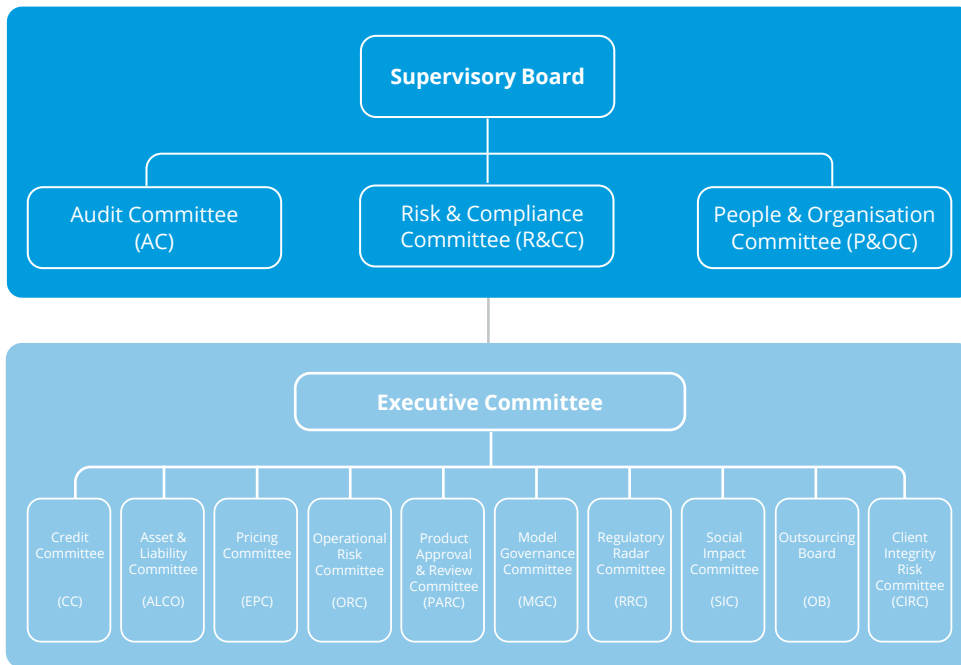 Supervisory Board
Audit Committee
(AC)
Risk & Compliance
Committee (R&CC)
People & Organisation
Committee (P&OC)
Executive Committee
Credit
Committee
(CC)
Asset &
Liability
Committee
(ALCO)
Pricing
Committee
(EPC)
Operational
Risk
Committee
(ORC)
Product
Approval
& Review
Committee
(PARC)
Model
Governance
Committee
(MGC)
Regulatory
Radar
Committee
(RRC)
Social
Impact
Committee
(SIC)
Outsourcing
Board
(OB)
Client
Integrity
Risk
Committee
(CIRC)